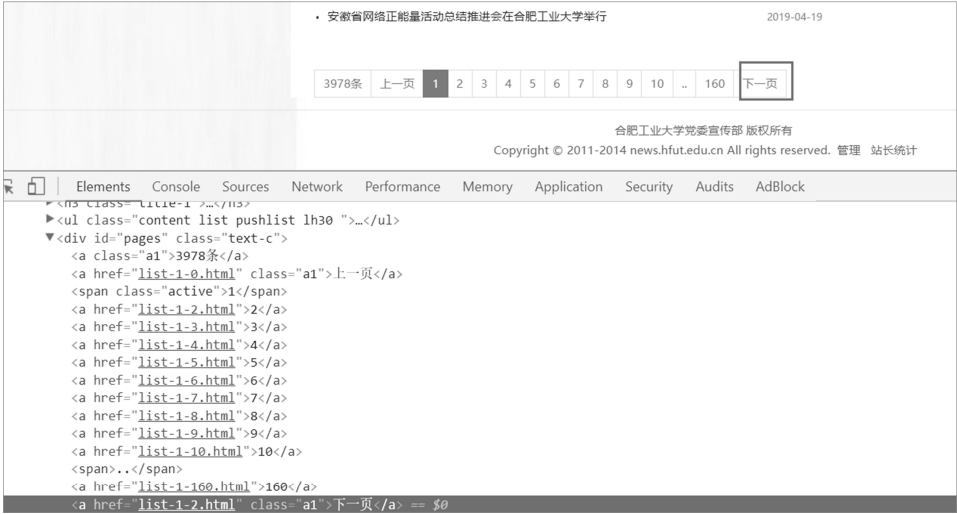 • 安徽省网络正能量活动总结推进会在合肥工业大学举行 2019-04-19
3978条 上一页 1 2 3 4 5 6 7 8 9 10 .. 160 下一页
合肥工业大学党委宣传部 版权所有
Copyright © 2011-2014 news.hfut.edu.cn All rights reserved. 管理 站长统计
Elements Console Sources Network Performance Memory Application Security Audits AdBlock
▶<h3 class="title-1">…</h3>
▶<ul class="content list pushlist lh30 ">…</ul>
▼<div id="pages" class="text-c">
<a class="a1">3978条</a>
<a href="list-1-0.html" class="a1">上一页</a>
<span class="active">1</span>
<a href="list-1-2.html">2</a>
<a href="list-1-3.html">3</a>
<a href="list-1-4.html">4</a>
<a href="list-1-5.html">5</a>
<a href="list-1-6.html">6</a>
<a href="list-1-7.html">7</a>
<a href="list-1-8.html">8</a>
<a href="list-1-9.html">9</a>
<a href="list-1-10.html">10</a>
<span>..</span>
<a href="list-1-160.html">160</a>
<a href="list-1-2.html" class="a1">下一页</a> == $0